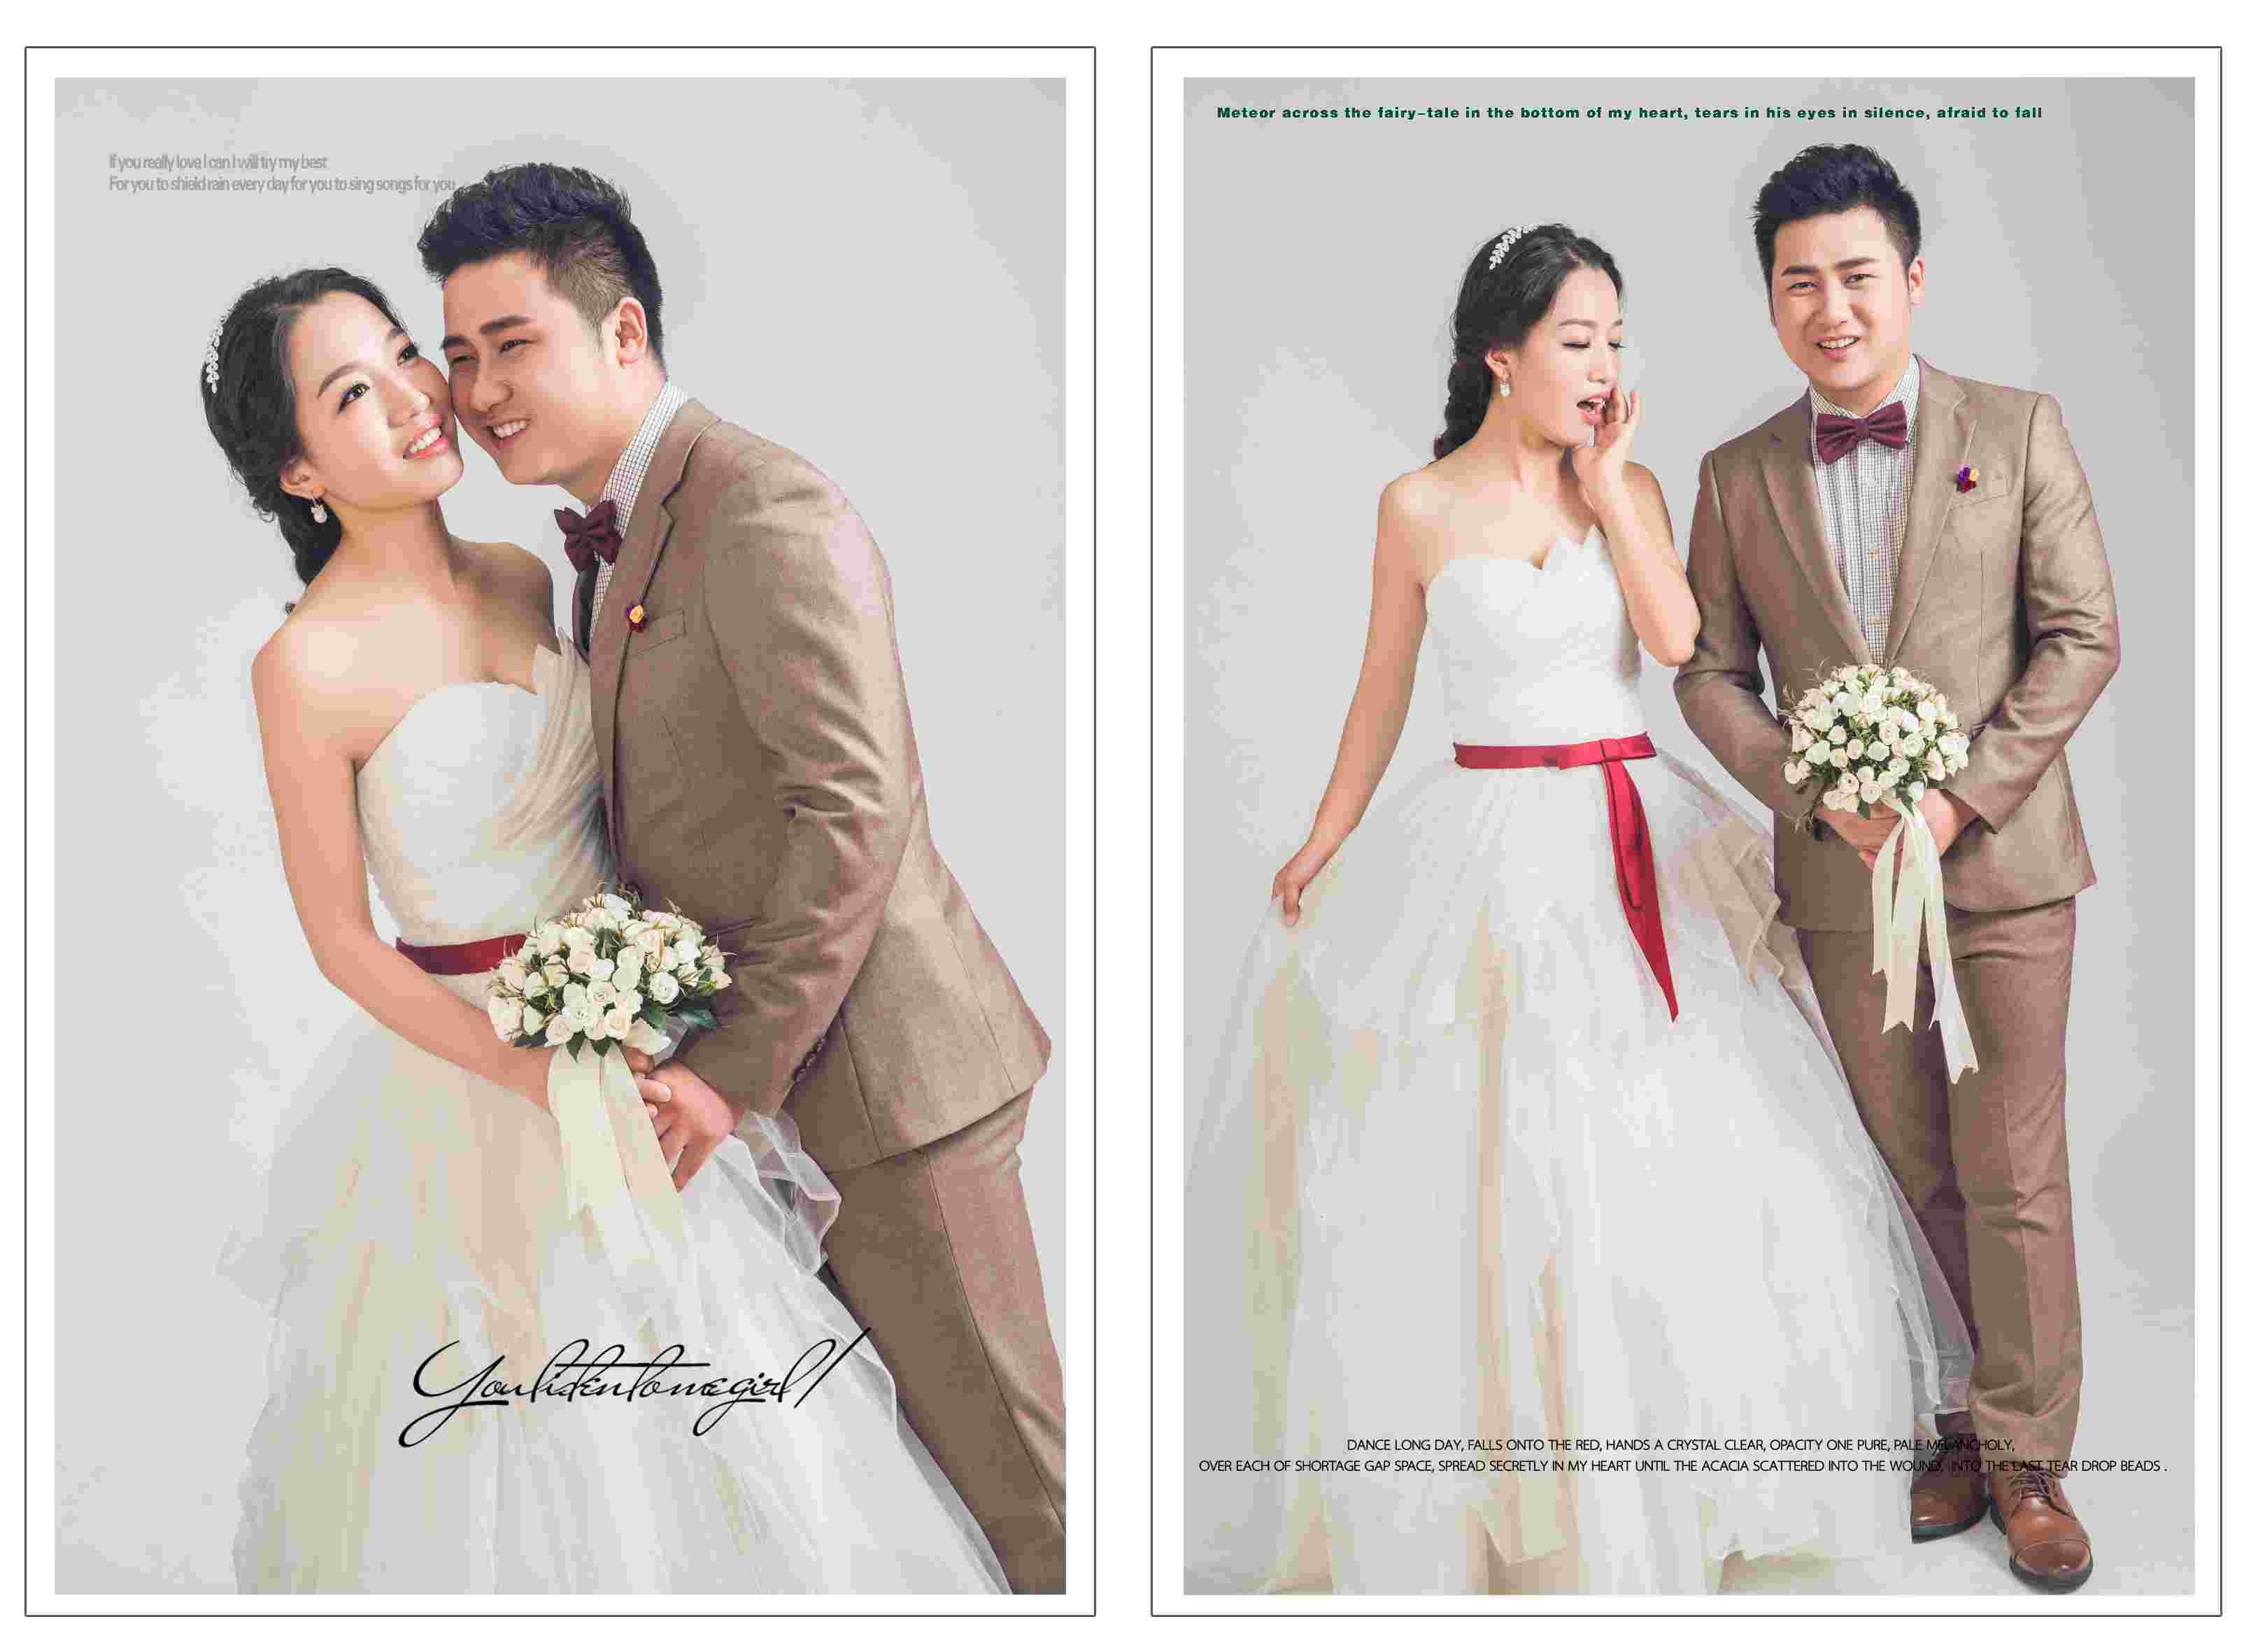 If you really love I can I will try my best
For you to shield rain every day for you to sing songs for you
Youlistentomegirl
Meteor across the fairy-tale in the bottom of my heart, tears in his eyes in silence, afraid to fall
DANCE LONG DAY, FALLS ONTO THE RED, HANDS A CRYSTAL CLEAR, OPACITY ONE PURE, PALE MELANCHOLY,
OVER EACH OF SHORTAGE GAP SPACE, SPREAD SECRETLY IN MY HEART UNTIL THE ACACIA SCATTERED INTO THE WOUND, INTO THE LAST TEAR DROP BEADS .